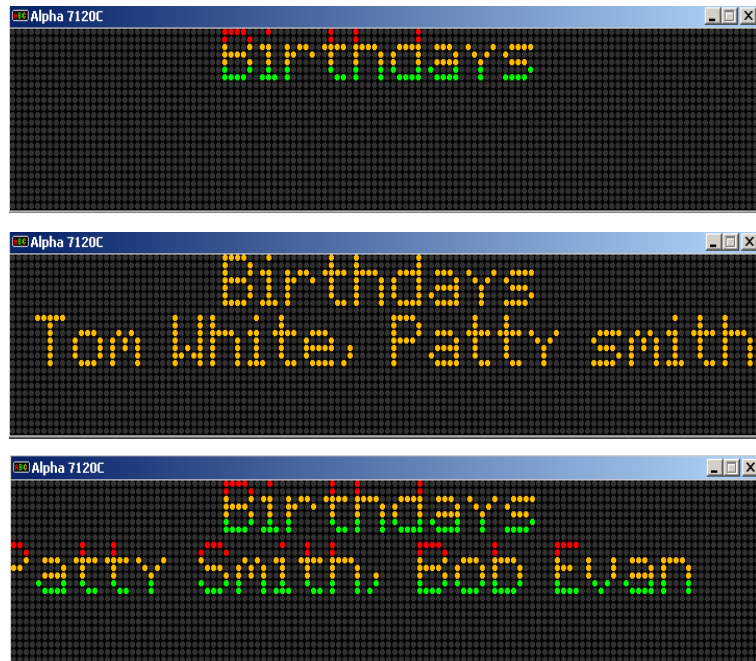 Alpha 7120C
Birthdays
Alpha 7120C
Birthdays
Tom White, Patty smith
Alpha 7120C
Birthdays
Patty Smith, Bob Evan